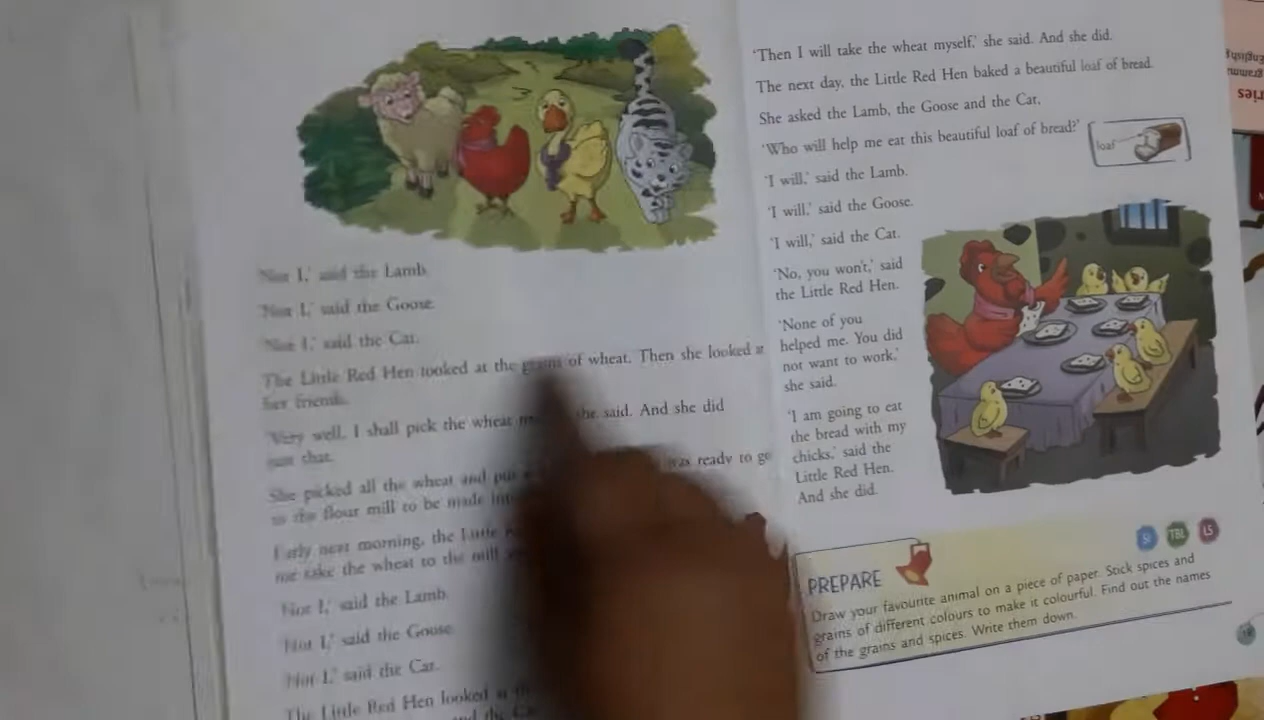 'Not I,' said the Lamb.
'Not I,' said the Goose.
'Not I,' said the Cat.
The Little Red Hen looked at the grains of wheat. Then she looked at
her friends.
'Very well, I shall pick the wheat she said. And she did
just that.
She picked all the wheat and put was ready to go
to the flour mill to be made
Early next morning, the Little
me take the wheat to the mill
'Not I,' said the Lamb.
'Not I,' said the Goose.
'Not I,' said the Cat.
The Little Red Hen looked at
and the
'Then I will take the wheat myself,' she said. And she did.
The next day, the Little Red Hen baked a beautiful loaf of bread.
She asked the Lamb, the Goose and the Cat,
'Who will help me eat this beautiful loaf of bread?'
loaf
'I will,' said the Lamb.
'I will,' said the Goose.
'I will,' said the Cat.
'No, you won't,' said
the Little Red Hen.
'None of you
helped me. You did
not want to work,'
she said.
'I am going to eat
the bread with my
chicks,' said the
Little Red Hen.
And she did.
SI TBL LS
PREPARE
Draw your favourite animal on a piece of paper. Stick spices and
grains of different colours to make it colourful. Find out the names
of the grains and spices. Write them down.